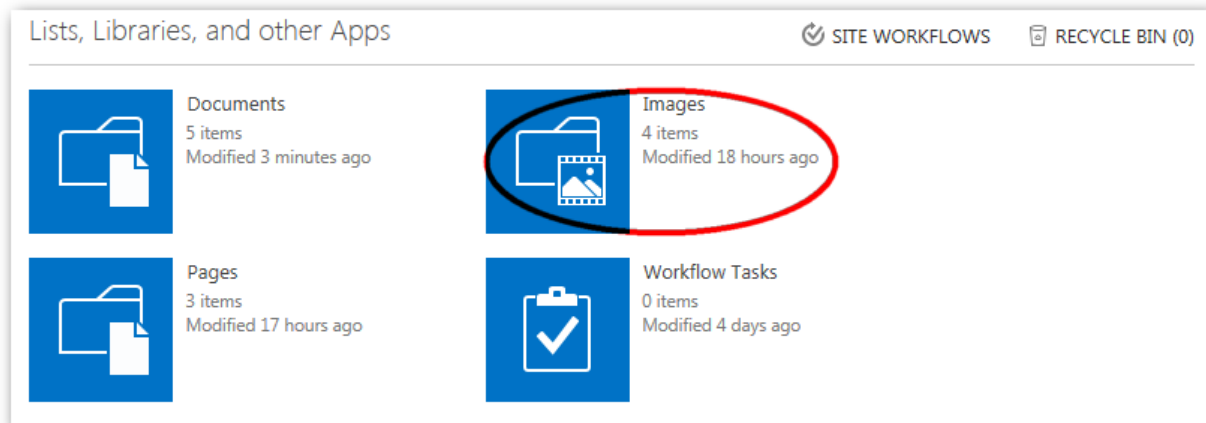 Lists, Libraries, and other Apps
SITE WORKFLOWS
RECYCLE BIN (0)
Documents
5 items
Modified 3 minutes ago
Images
4 items
Modified 18 hours ago
Pages
3 items
Modified 17 hours ago
Workflow Tasks
0 items
Modified 4 days ago